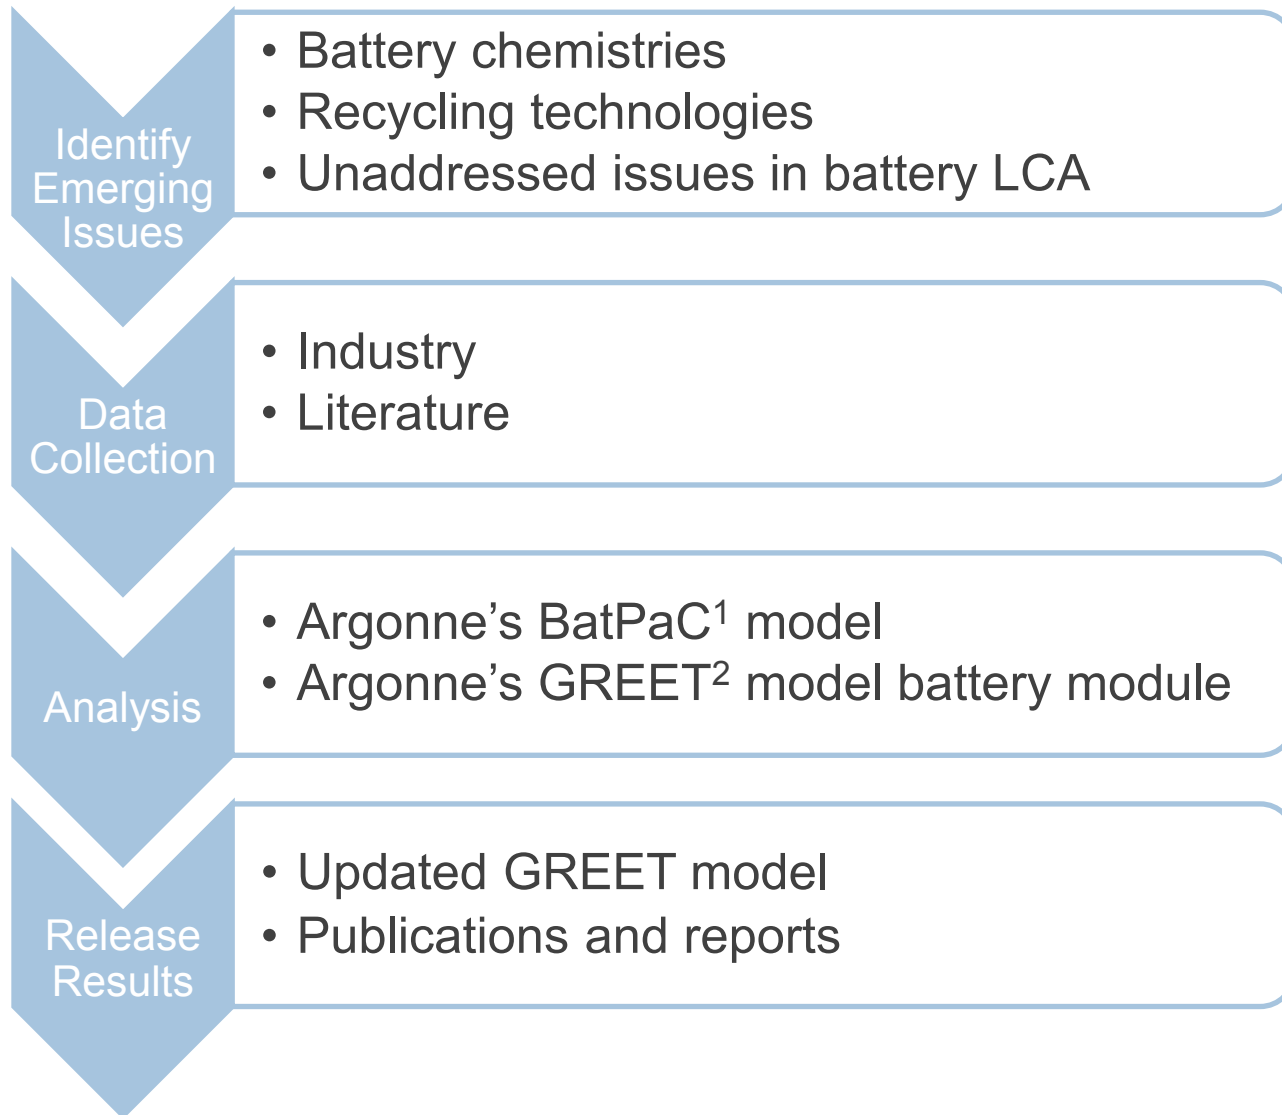 Identify
Emerging
Issues
• Battery chemistries
• Recycling technologies
• Unaddressed issues in battery LCA
Data
Collection
• Industry
• Literature
Analysis
• Argonne’s BatPaC¹ model
• Argonne’s GREET² model battery module
Release
Results
• Updated GREET model
• Publications and reports